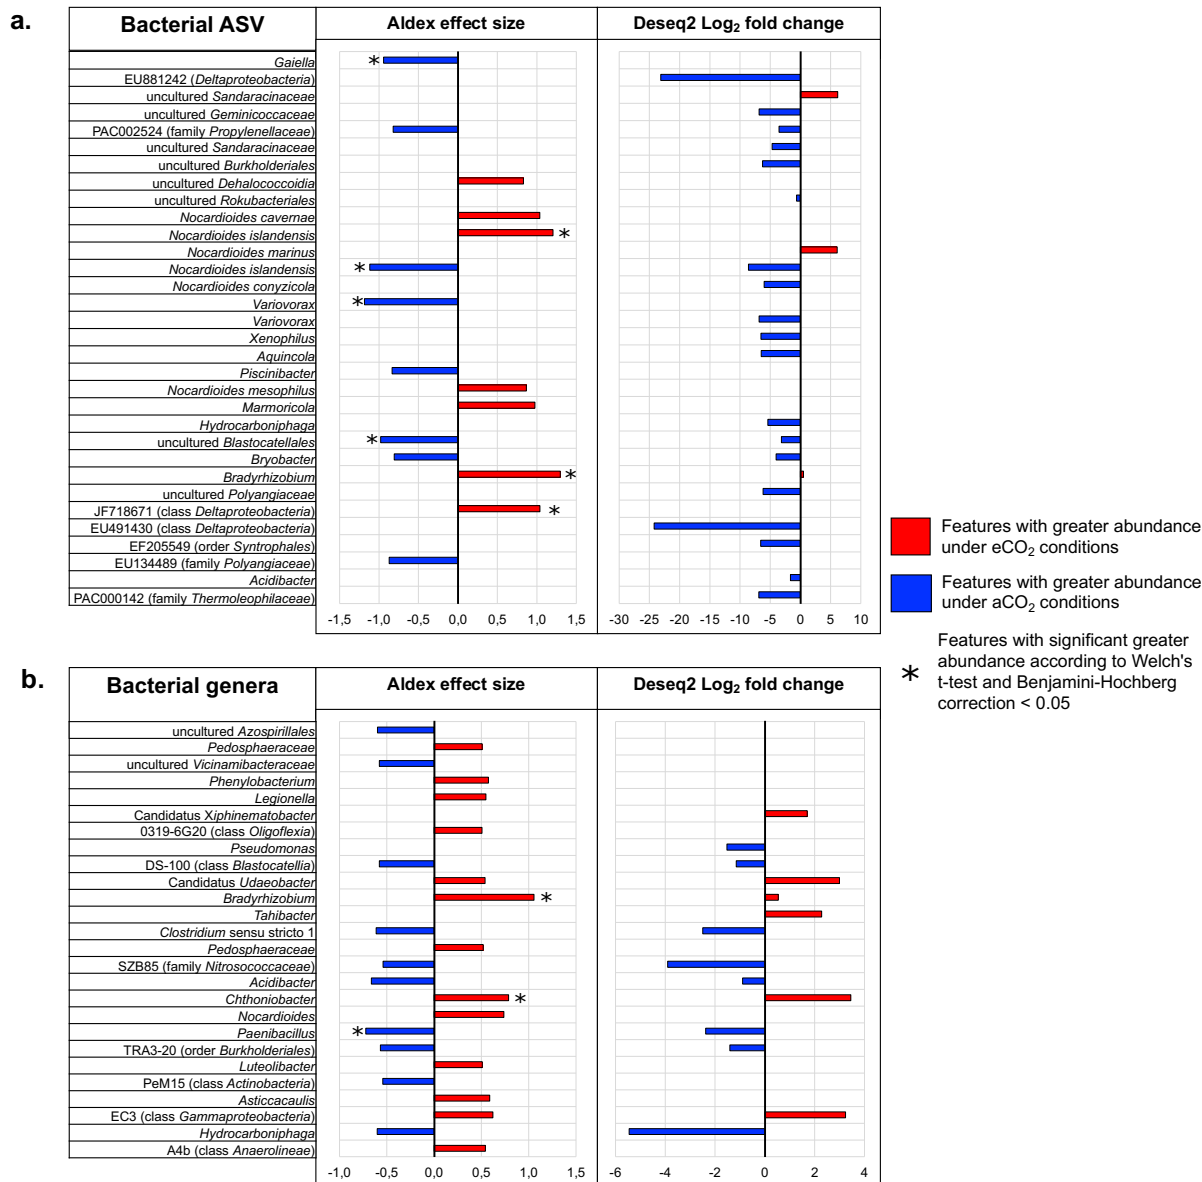 a.
Bacterial ASV
Aldex effect size
Deseq2 Log2 fold change
Gaiella
*
EU881242 (Deltaproteobacteria)
uncultured Sandaracinaceae
uncultured Geminicoccaceae
PAC002524 (family Propylenellaceae)
uncultured Sandaracinaceae
uncultured Burkholderiales
uncultured Dehalococcoidia
uncultured Rokubacteriales
Nocardioides cavernae
Nocardioides islandensis
*
Nocardioides marinus
Nocardioides islandensis
*
Nocardioides conyzicola
Variovorax
*
Variovorax
Xenophilus
Aquincola
Piscinibacter
Nocardioides mesophilus
Marmoricola
Hydrocarboniphaga
uncultured Blastocatellales
*
Bryobacter
Bradyrhizobium
*
uncultured Polyangiaceae
JF718671 (class Deltaproteobacteria)
*
EU491430 (class Deltaproteobacteria)
EF205549 (order Syntrophales)
EU134489 (family Polyangiaceae)
Acidibacter
PAC000142 (family Thermoleophilaceae)
-1,5 -1,0 -0,5 0,0 0,5 1,0 1,5
-30 -25 -20 -15 -10 -5 0 5 10
Features with greater abundance
under eCO2 conditions
Features with greater abundance
under aCO2 conditions
*
Features with significant greater
abundance according to Welch's
t-test and Benjamini-Hochberg
correction < 0.05
b.
Bacterial genera
Aldex effect size
Deseq2 Log2 fold change
uncultured Azospirillales
Pedosphaeraceae
uncultured Vicinamibacteraceae
Phenylobacterium
Legionella
Candidatus Xiphinematobacter
0319-6G20 (class Oligoflexia)
Pseudomonas
DS-100 (class Blastocatellia)
Candidatus Udaeobacter
Bradyrhizobium
*
Tahibacter
Clostridium sensu stricto 1
Pedosphaeraceae
SZB85 (family Nitrosococcaceae)
Acidibacter
Chthoniobacter
*
Nocardioides
Paenibacillus
*
TRA3-20 (order Burkholderiales)
Luteolibacter
PeM15 (class Actinobacteria)
Asticcacaulis
EC3 (class Gammaproteobacteria)
Hydrocarboniphaga
A4b (class Anaerolineae)
-1,0 -0,5 0,0 0,5 1,0 1,5
-6 -4 -2 0 2 4